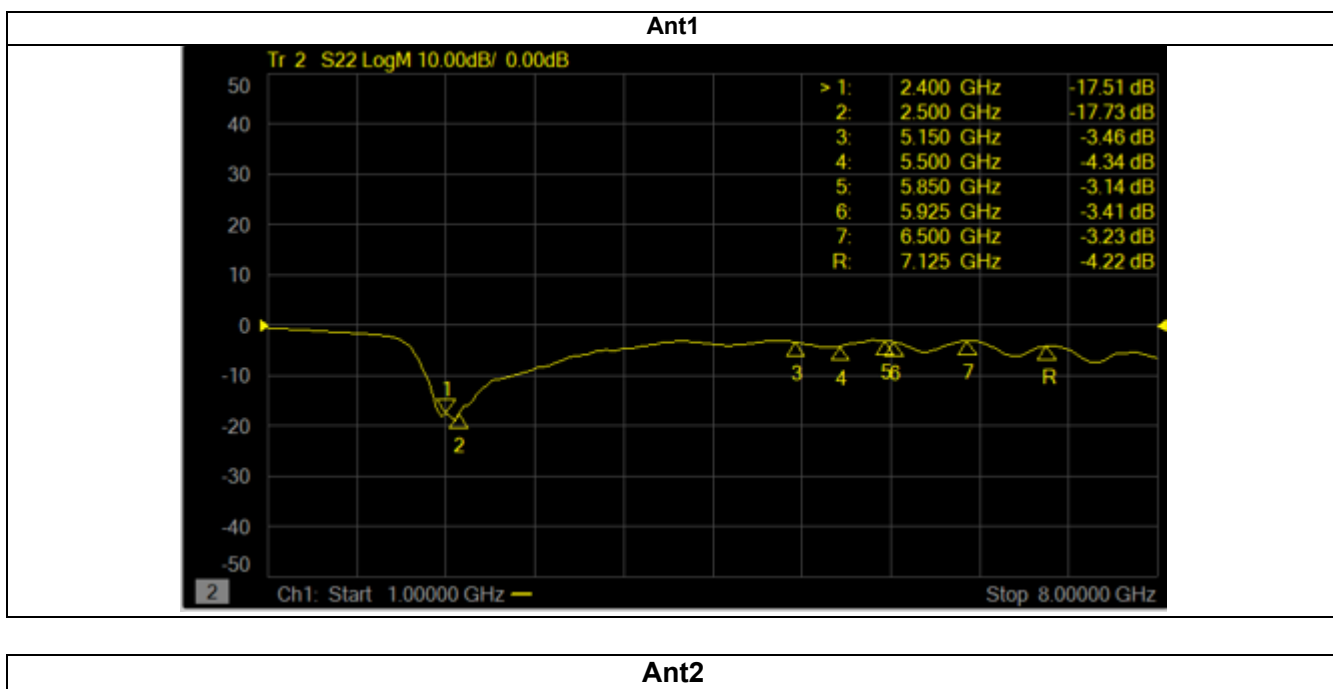 Ant1
Tr 2 S22 LogM 10.00dB/ 0.00dB
50
40
30
20
10
0
-10
-20
-30
-40
-50
> 1: 2.400 GHz -17.51 dB
2: 2.500 GHz -17.73 dB
3: 5.150 GHz -3.46 dB
4: 5.500 GHz -4.34 dB
5: 5.850 GHz -3.14 dB
6: 5.925 GHz -3.41 dB
7: 6.500 GHz -3.23 dB
R: 7.125 GHz -4.22 dB
1
2
3
4
5
6
7
R
2 Ch1: Start 1.00000 GHz Stop 8.00000 GHz
Ant2